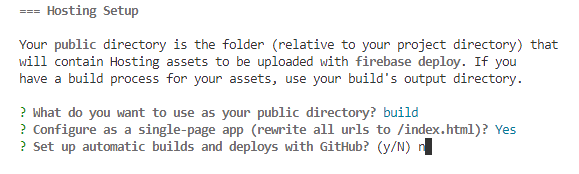 === Hosting Setup
Your public directory is the folder (relative to your project directory) that
will contain Hosting assets to be uploaded with firebase deploy. If you
have a build process for your assets, use your build's output directory.
? What do you want to use as your public directory? build
? Configure as a single-page app (rewrite all urls to /index.html)? Yes
? Set up automatic builds and deploys with GitHub? (y/N) n